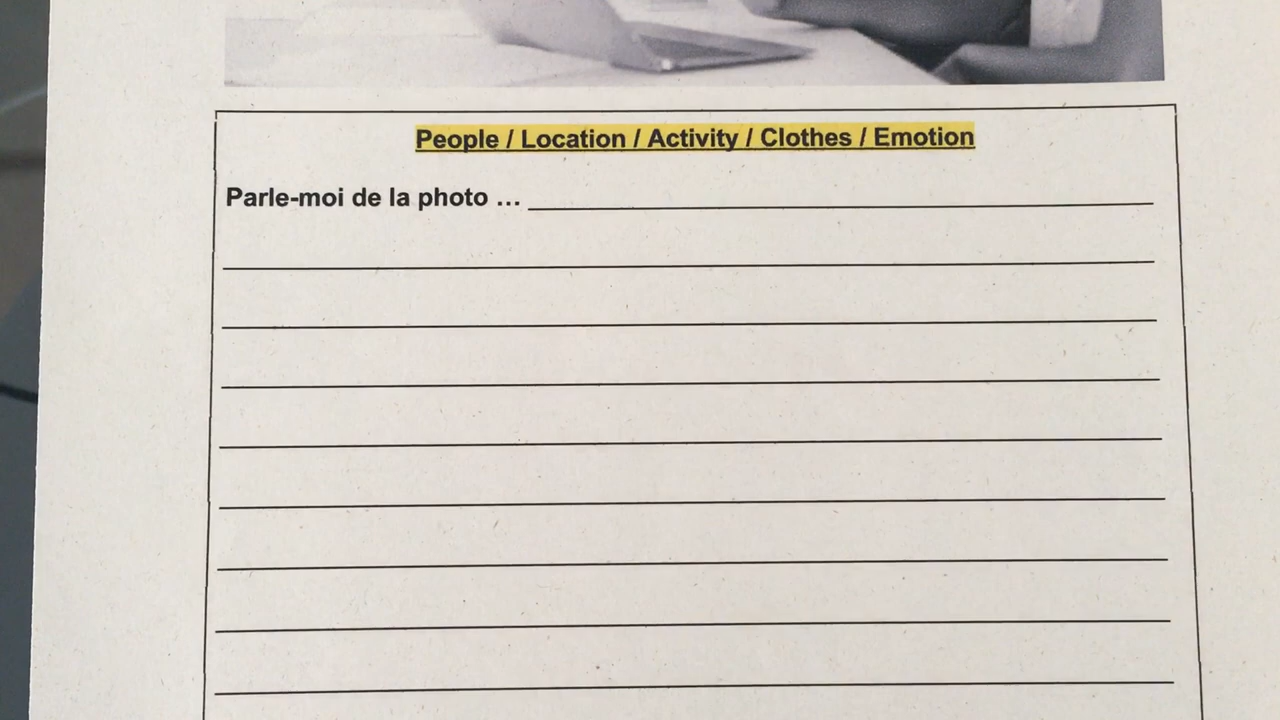 People / Location / Activity / Clothes / Emotion
Parle-moi de la photo …